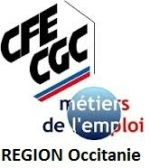 CFE
CGC
métiers
de l'emploi
REGION Occitanie